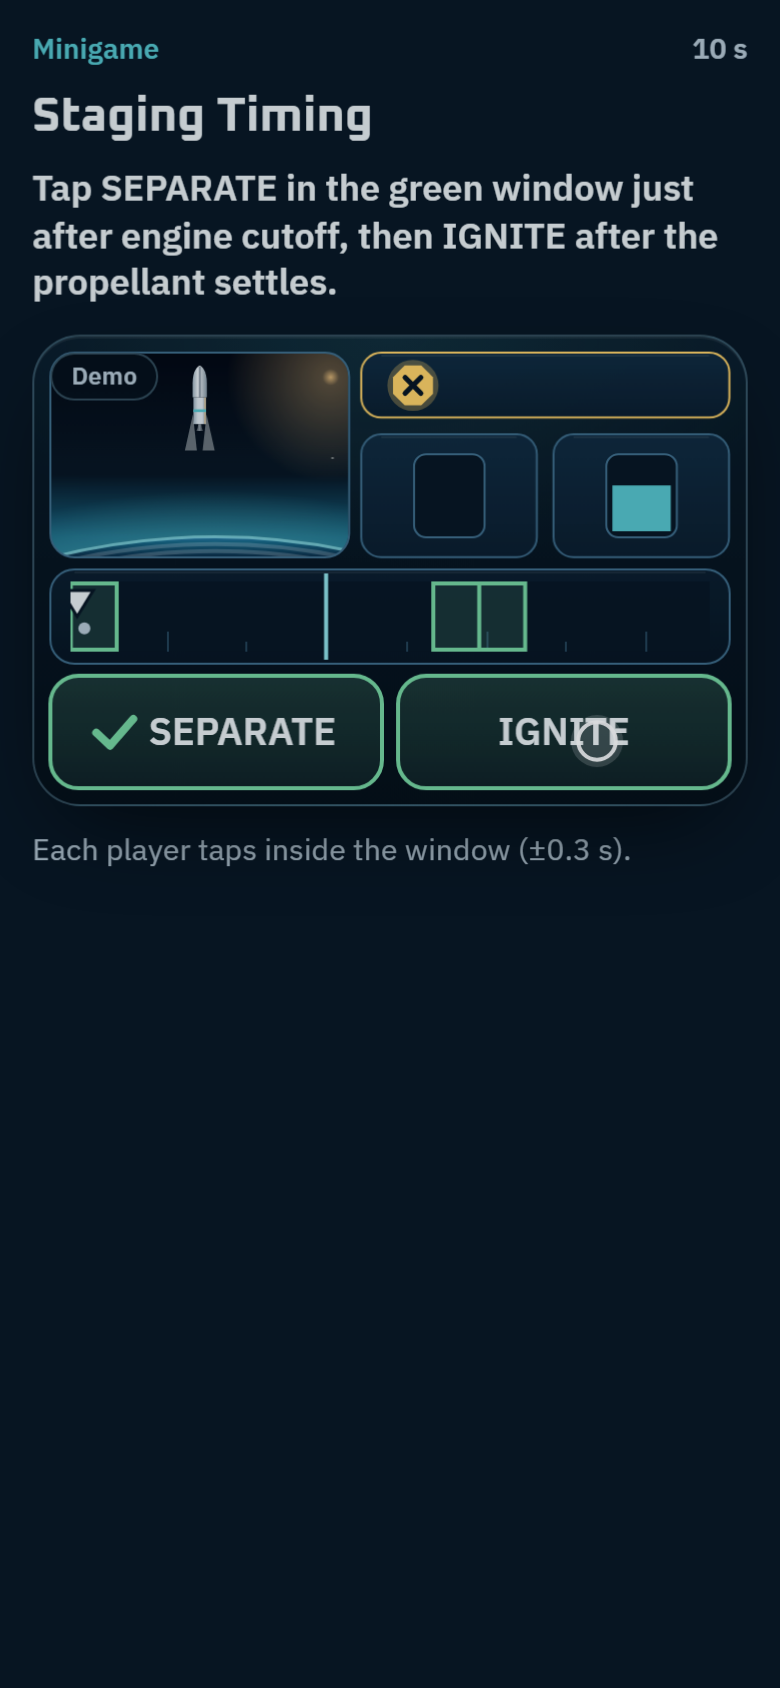 Minigame
10 s
Staging Timing
Tap SEPARATE in the green window just
after engine cutoff, then IGNITE after the
propellant settles.
Demo
SEPARATE
IGNITE
Each player taps inside the window (±0.3 s).